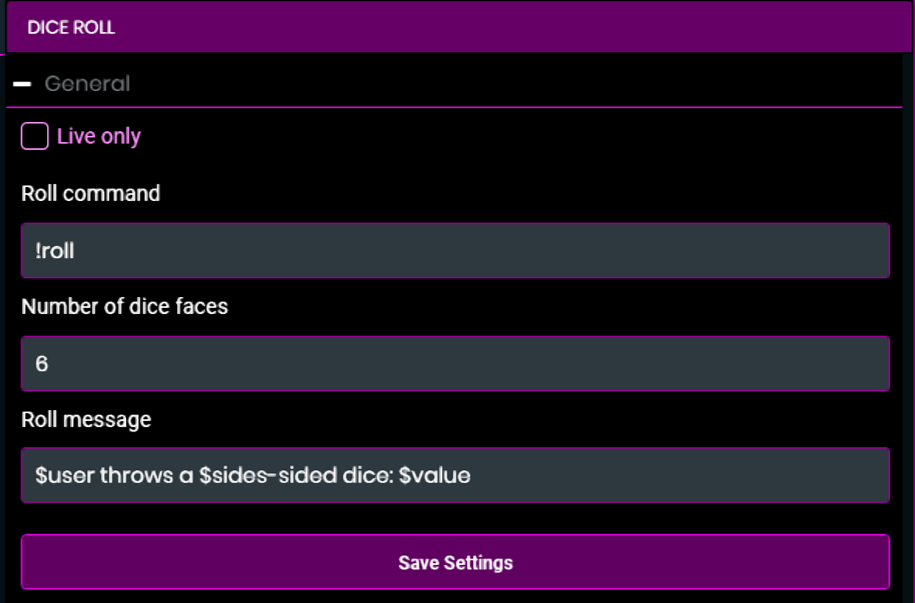 DICE ROLL
General
Live only
Roll command
!roll
Number of dice faces
6
Roll message
$user throws a $sides-sided dice: $value
Save Settings